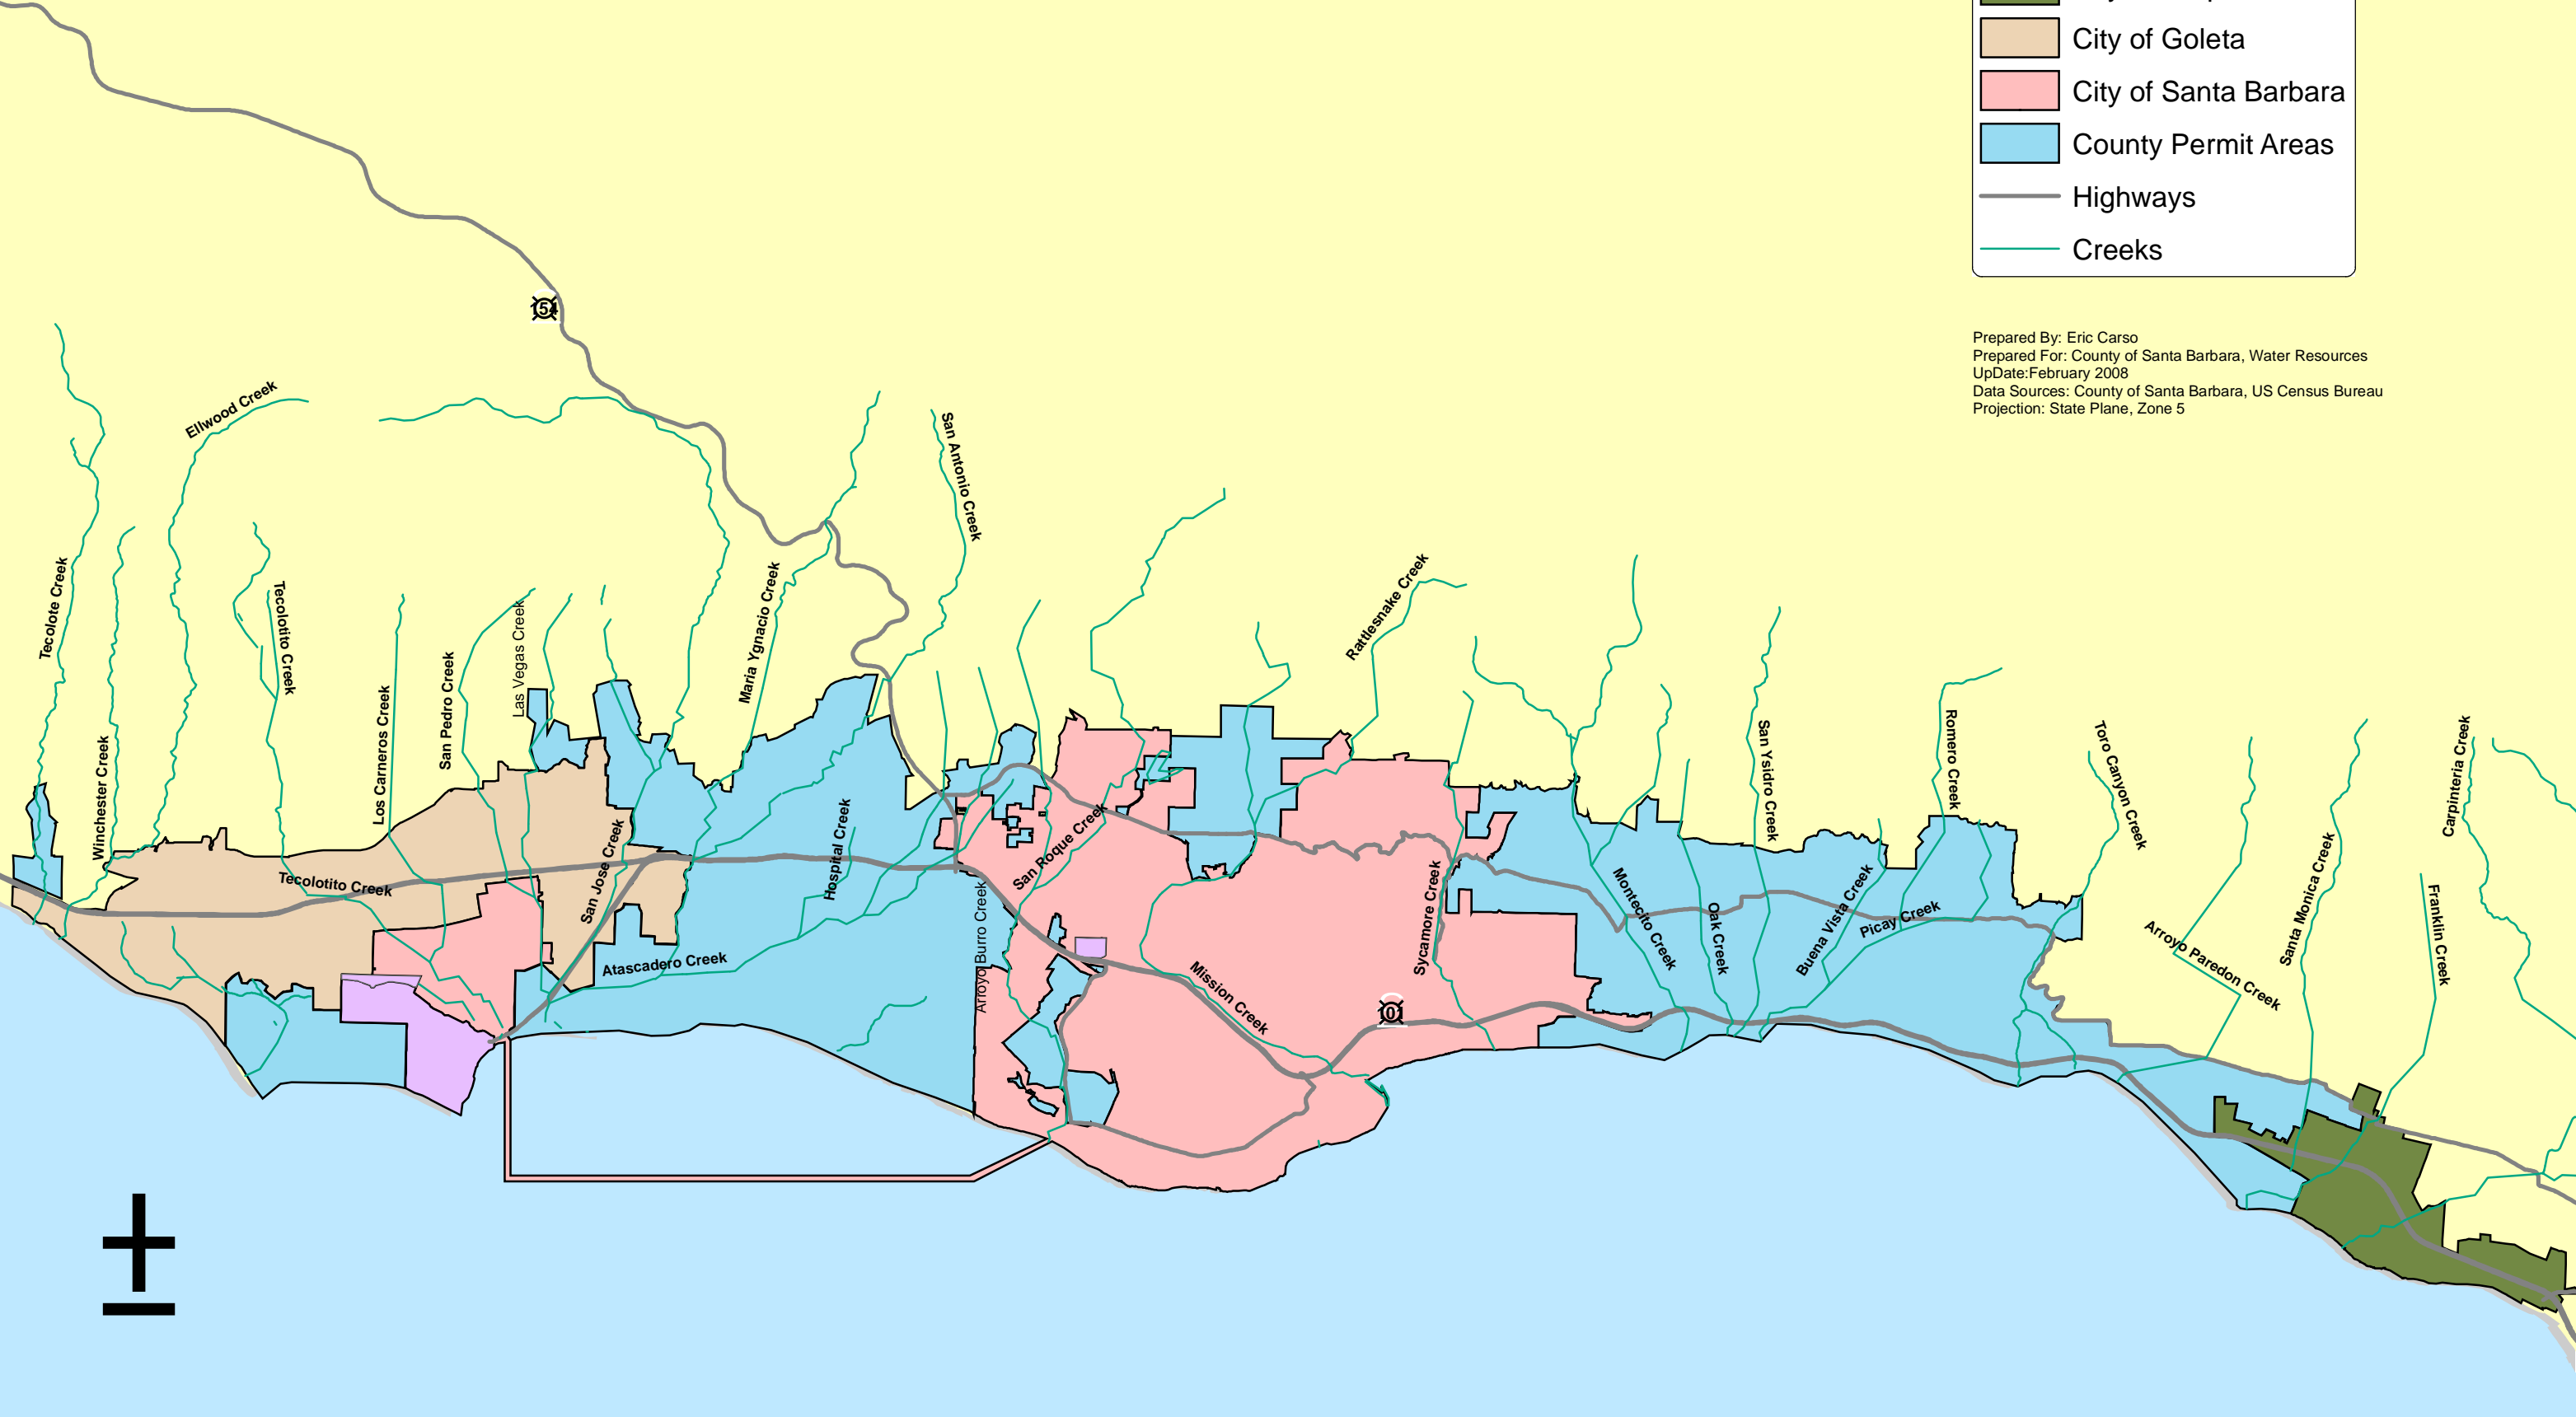 City of Goleta
City of Santa Barbara
County Permit Areas
Highways
Creeks
Prepared By: Eric Carso
Prepared For: County of Santa Barbara, Water Resources
UpDate:February 2008
Data Sources: County of Santa Barbara, US Census Bureau
Projection: State Plane, Zone 5
154
Ellwood Creek
San Antonio Creek
Tecolote Creek
Tecolotito Creek
Rattlesnake Creek
Maria Ygnacio Creek
Las Vegas Creek
San Pedro Creek
Los Carneros Creek
Winchester Creek
San Ysidro Creek
Romero Creek
Toro Canyon Creek
Carpinteria Creek
Hospital Creek
San Jose Creek
San Roque Creek
Tecolotito Creek
Arroyo Burro Creek
Sycamore Creek
Montecito Creek
Oak Creek
Buena Vista Creek
Picay Creek
Santa Monica Creek
Franklin Creek
Arroyo Paredon Creek
Atascadero Creek
Mission Creek
101